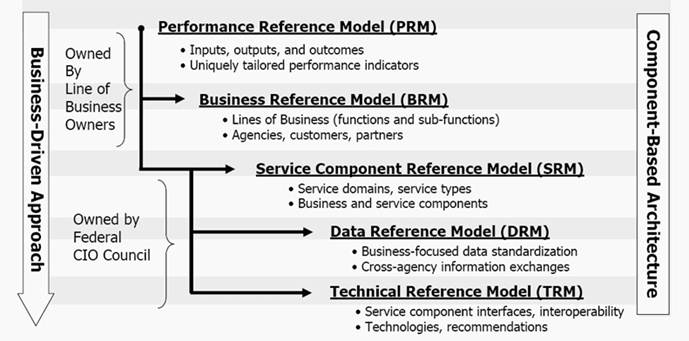 Business-Driven Approach
Owned
By
Line of
Business
Owners
Owned by
Federal
CIO Council
Performance Reference Model (PRM)
• Inputs, outputs, and outcomes
• Uniquely tailored performance indicators
Business Reference Model (BRM)
• Lines of Business (functions and sub-functions)
• Agencies, customers, partners
Service Component Reference Model (SRM)
• Service domains, service types
• Business and service components
Data Reference Model (DRM)
• Business-focused data standardization
• Cross-agency information exchanges
Technical Reference Model (TRM)
• Service component interfaces, interoperability
• Technologies, recommendations
Component-Based Architecture